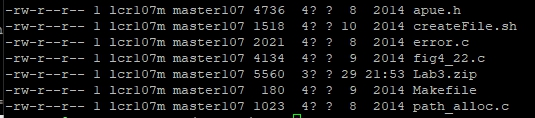 -rw-r--r-- 1 lcr107m master107 4736 4? ? 8 2014 apue.h
-rw-r--r-- 1 lcr107m master107 1518 4? ? 10 2014 createFile.sh
-rw-r--r-- 1 lcr107m master107 2021 4? ? 8 2014 error.c
-rw-r--r-- 1 lcr107m master107 4134 4? ? 9 2014 fig4_22.c
-rw-r--r-- 1 lcr107m master107 5560 3? ? 29 21:53 Lab3.zip
-rw-r--r-- 1 lcr107m master107 180 4? ? 9 2014 Makefile
-rw-r--r-- 1 lcr107m master107 1023 4? ? 8 2014 path_alloc.c